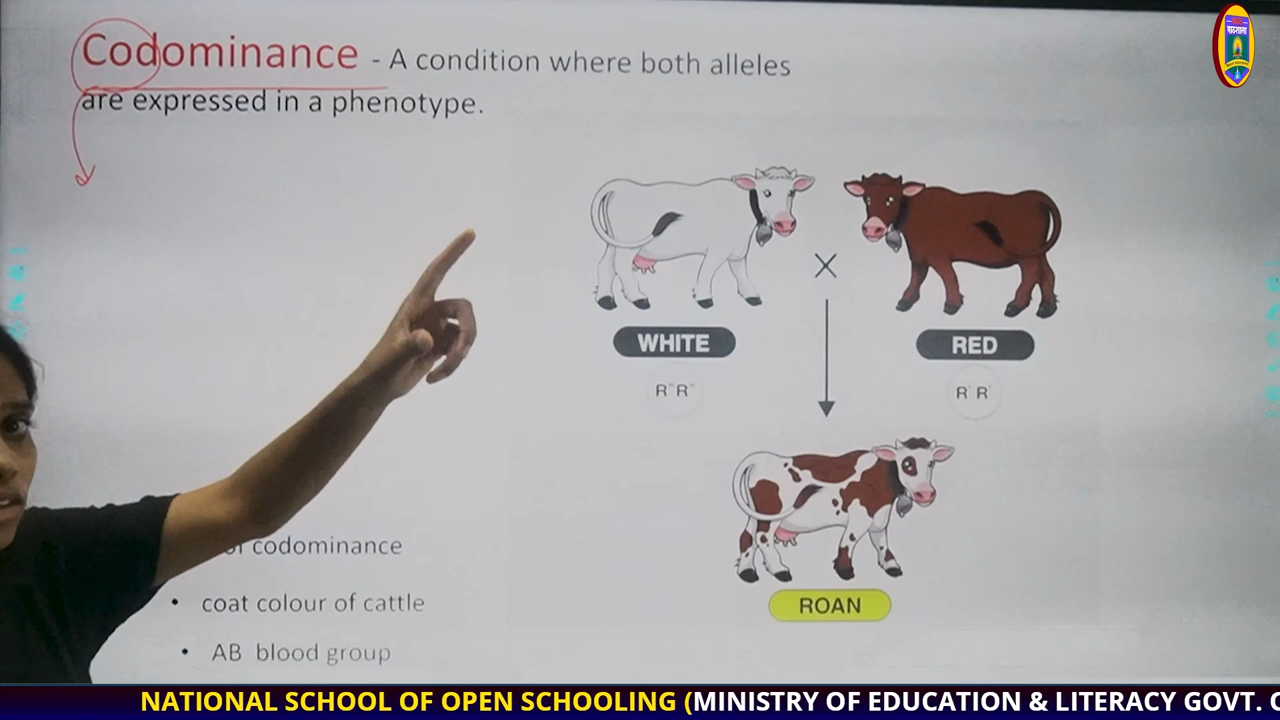 Codominance - A condition where both alleles
are expressed in a phenotype.
WHITE
RED
ROAN
codominance
• coat colour of cattle
• AB blood group
पाठशाला
NATIONAL SCHOOL OF OPEN SCHOOLING (MINISTRY OF EDUCATION & LITERACY GOVT.